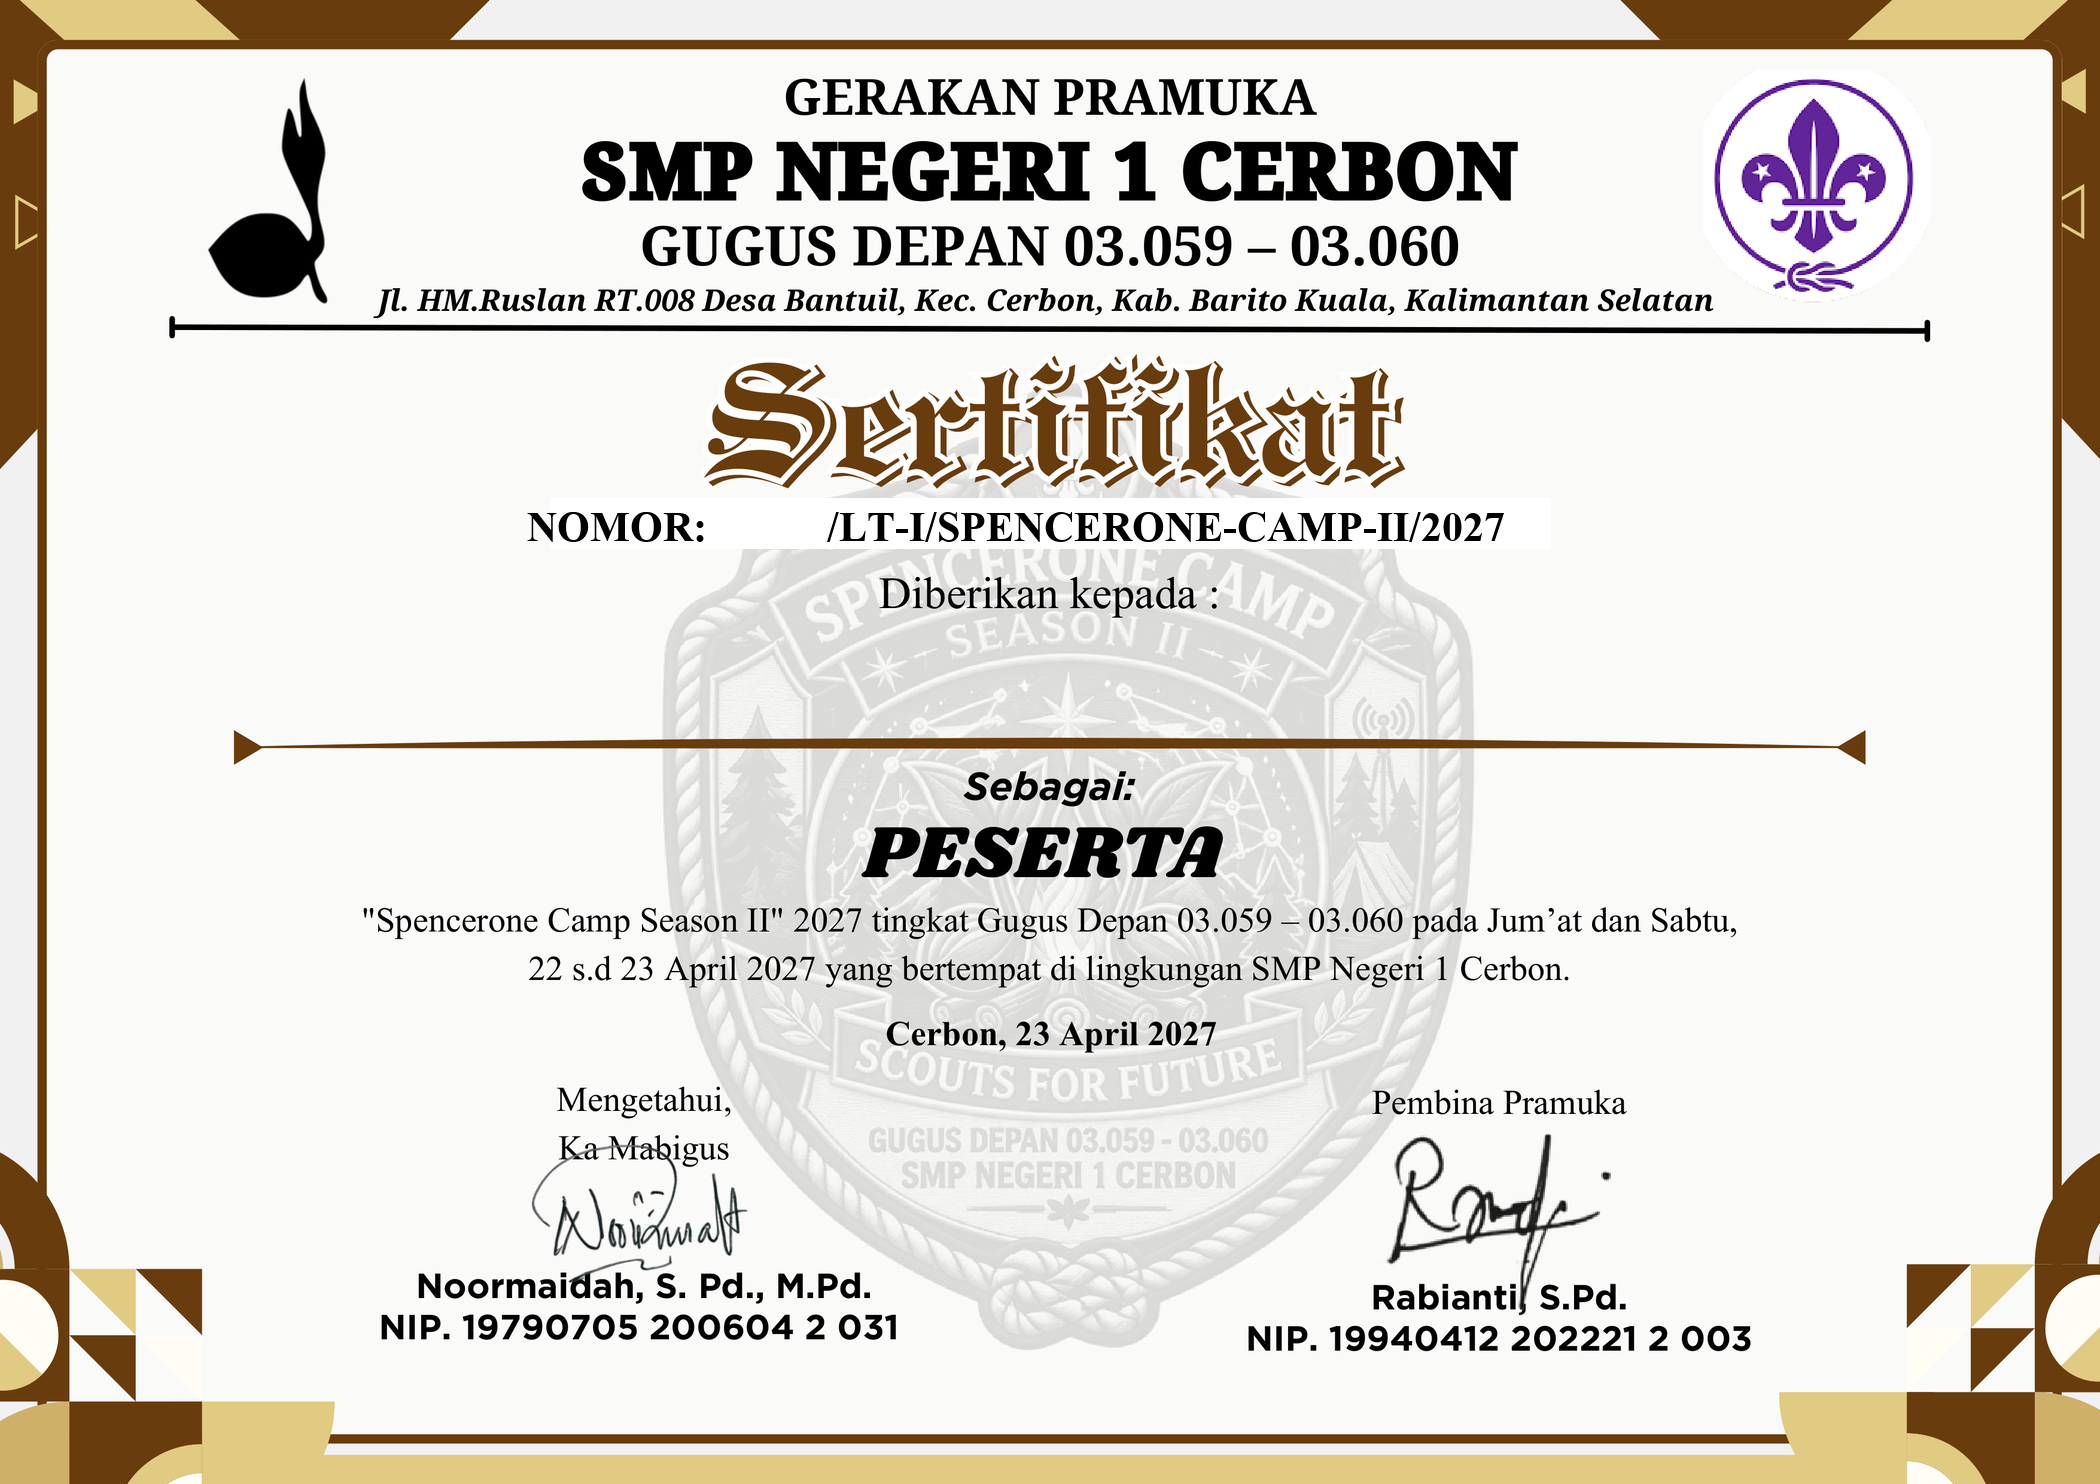 GERAKAN PRAMUKA
SMP NEGERI 1 CERBON
GUGUS DEPAN 03.059 – 03.060
Jl. HM.Ruslan RT.008 Desa Bantuil, Kec. Cerbon, Kab. Barito Kuala, Kalimantan Selatan
Sertifikat
NOMOR: /LT-I/SPENCERONE-CAMP-II/2027
Diberikan kepada :
SPENCERONE CAMP
SEASON II
Sebagai:
PESERTA
"Spencerone Camp Season II" 2027 tingkat Gugus Depan 03.059 – 03.060 pada Jum’at dan Sabtu,
22 s.d 23 April 2027 yang bertempat di lingkungan SMP Negeri 1 Cerbon.
Cerbon, 23 April 2027
SCOUTS FOR FUTURE
GUGUS DEPAN 03.059 - 03.060
SMP NEGERI 1 CERBON
Mengetahui,
Ka Mabigus
Noormaidah, S. Pd., M.Pd.
NIP. 19790705 200604 2 031
Pembina Pramuka
Rabianti, S.Pd.
NIP. 19940412 202221 2 003